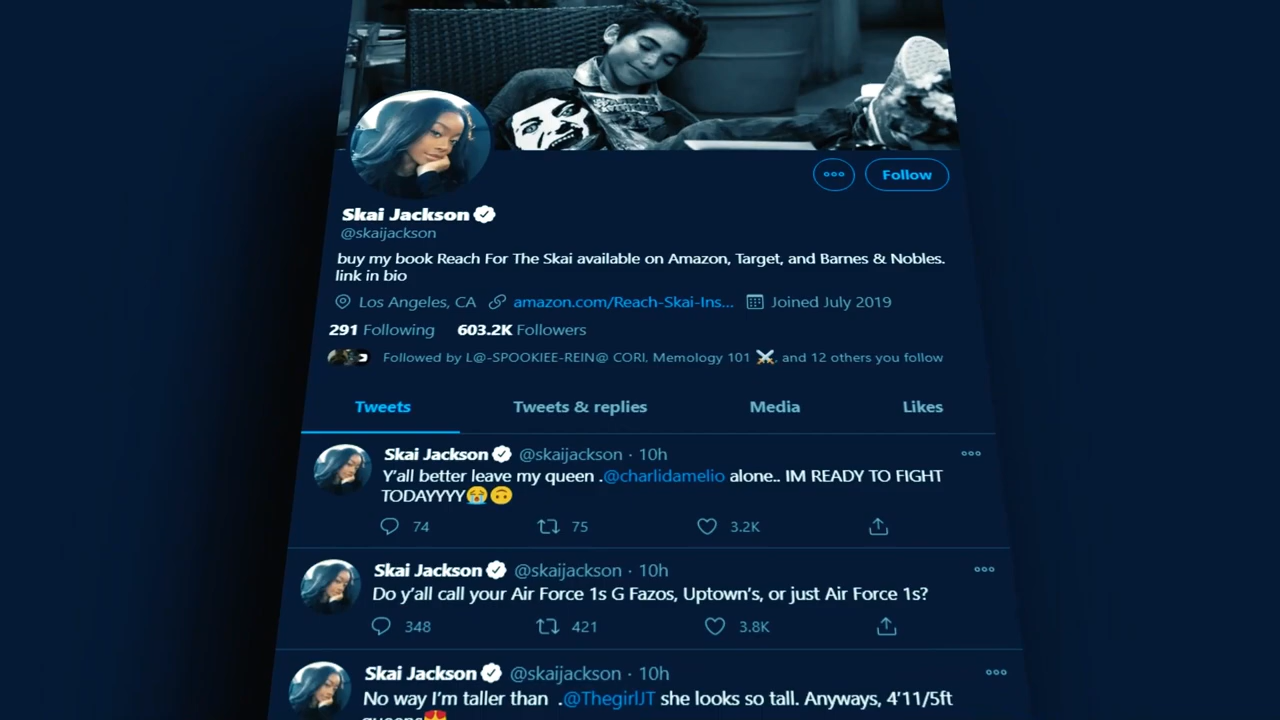 Follow
Skai Jackson
@skaijackson
buy my book Reach For The Skai available on Amazon, Target, and Barnes & Nobles.
link in bio
Los Angeles, CA amazon.com/Reach-Skai-Ins... Joined July 2019
291 Following 603.2K Followers
Followed by L@-SPOOKIEE-REIN@ CORI, Memology 101 ⚔️, and 12 others you follow
Tweets Tweets & replies Media Likes
Skai Jackson @skaijackson · 10h
Y'all better leave my queen .@charlidamelio alone.. IM READY TO FIGHT
TODAYYYY😭🙃
74 75 3.2K
Skai Jackson @skaijackson · 10h
Do y'all call your Air Force 1s G Fazos, Uptown's, or just Air Force 1s?
348 421 3.8K
Skai Jackson @skaijackson · 10h
No way I'm taller than .@ThegirlJT she looks so tall. Anyways, 4'11/5ft
queens